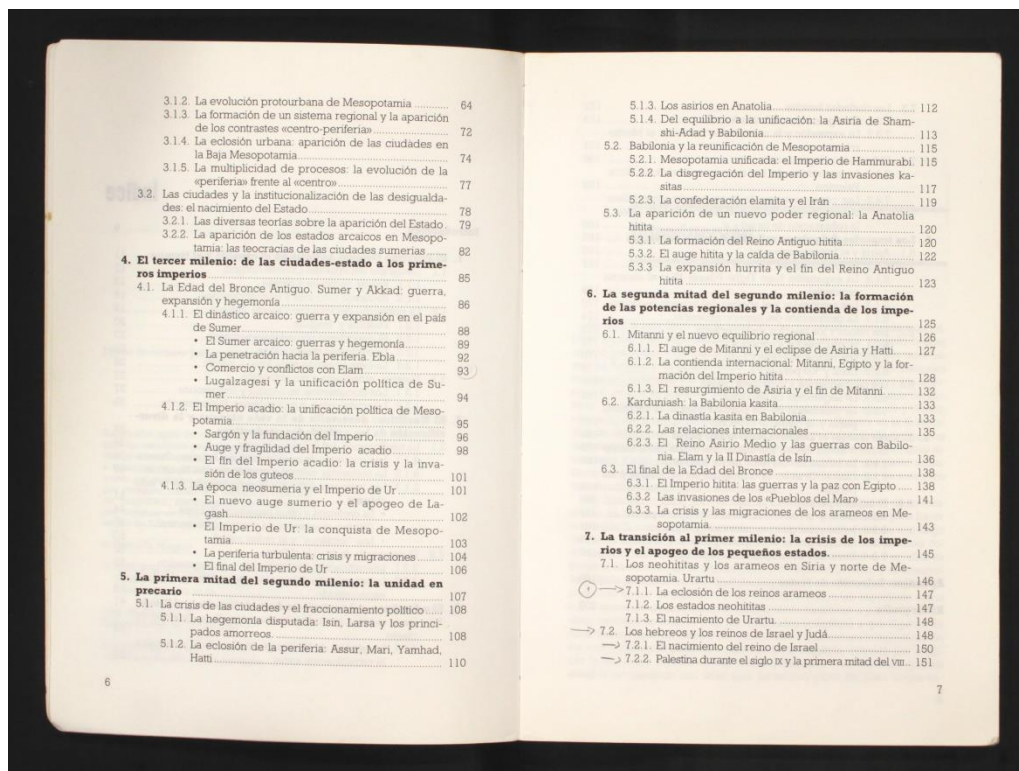 3.1.2. La evolución protourbana de Mesopotamia .......... 64
3.1.3. La formación de un sistema regional y la aparición
de los contrastes «centro-periferia» .......... 72
3.1.4. La eclosión urbana: aparición de las ciudades en
la Baja Mesopotamia .......... 74
3.1.5. La multiplicidad de procesos: la evolución de la
«periferia» frente al «centro» .......... 77
3.2. Las ciudades y la institucionalización de las desigualda-
des: el nacimiento del Estado .......... 78
3.2.1. Las diversas teorías sobre la aparición del Estado . 79
3.2.2. La aparición de los estados arcaicos en Mesopo-
tamia: las teocracias de las ciudades sumerias .......... 82
4. El tercer milenio: de las ciudades-estado a los prime-
ros imperios .......... 85
4.1. La Edad del Bronce Antiguo. Sumer y Akkad: guerra,
expansión y hegemonía .......... 86
4.1.1. El dinástico arcaico: guerra y expansión en el país
de Sumer .......... 88
• El Sumer arcaico: guerras y hegemonía .......... 89
• La penetración hacia la periferia. Ebla .......... 92
• Comercio y conflictos con Elam .......... 93
• Lugalzagesi y la unificación política de Su-
mer .......... 94
4.1.2. El Imperio acadio: la unificación política de Meso-
potamia .......... 95
• Sargón y la fundación del Imperio .......... 96
• Auge y fragilidad del Imperio acadio .......... 98
• El fin del Imperio acadio: la crisis y la inva-
sión de los guteos .......... 101
4.1.3. La época neosumeria y el Imperio de Ur .......... 101
• El nuevo auge sumerio y el apogeo de La-
gash .......... 102
• El Imperio de Ur: la conquista de Mesopo-
tamia .......... 103
• La periferia turbulenta: crisis y migraciones .......... 104
• El final del Imperio de Ur .......... 106
5. La primera mitad del segundo milenio: la unidad en
precario .......... 107
5.1. La crisis de las ciudades y el fraccionamiento político .......... 108
5.1.1. La hegemonía disputada: Isin, Larsa y los princi-
pados amorreos. .......... 108
5.1.2. La eclosión de la periferia: Assur, Mari, Yamhad,
Hatti .......... 110
6
5.1.3. Los asirios en Anatolia .......... 112
5.1.4. Del equilibrio a la unificación: la Asiria de Sham-
shi-Adad y Babilonia .......... 113
5.2. Babilonia y la reunificación de Mesopotamia .......... 115
5.2.1. Mesopotamia unificada: el Imperio de Hammurabi. 115
5.2.2. La disgregación del Imperio y las invasiones ka-
sitas .......... 117
5.2.3. La confederación elamita y el Irán .......... 119
5.3. La aparición de un nuevo poder regional: la Anatolia
hitita .......... 120
5.3.1. La formación del Reino Antiguo hitita .......... 120
5.3.2. El auge hitita y la caída de Babilonia .......... 122
5.3.3 La expansión hurrita y el fin del Reino Antiguo
hitita .......... 123
6. La segunda mitad del segundo milenio: la formación
de las potencias regionales y la contienda de los impe-
rios .......... 125
6.1. Mitanni y el nuevo equilibrio regional .......... 126
6.1.1. El auge de Mitanni y el eclipse de Asiria y Hatti .......... 127
6.1.2. La contienda internacional: Mitanni, Egipto y la for-
mación del Imperio hitita .......... 128
6.1.3. El resurgimiento de Asiria y el fin de Mitanni. .......... 132
6.2. Karduniash: la Babilonia kasita .......... 133
6.2.1. La dinastía kasita en Babilonia .......... 133
6.2.2. Las relaciones internacionales .......... 135
6.2.3. El Reino Asirio Medio y las guerras con Babilo-
nia. Elam y la II Dinastía de Isín .......... 136
6.3. El final de la Edad del Bronce .......... 138
6.3.1. El Imperio hitita: las guerras y la paz con Egipto .......... 138
6.3.2 Las invasiones de los «Pueblos del Mar» .......... 141
6.3.3. La crisis y las migraciones de los arameos en Me-
sopotamia. .......... 143
7. La transición al primer milenio: la crisis de los impe-
rios y el apogeo de los pequeños estados. .......... 145
7.1. Los neohititas y los arameos en Siria y norte de Me-
sopotamia. Urartu .......... 146
7.1.1. La eclosión de los reinos arameos .......... 147
7.1.2. Los estados neohititas .......... 147
7.1.3. El nacimiento de Urartu. .......... 148
7.2. Los hebreos y los reinos de Israel y Judá .......... 148
7.2.1. El nacimiento del reino de Israel .......... 150
7.2.2. Palestina durante el siglo IX y la primera mitad del VIII .. 151
7